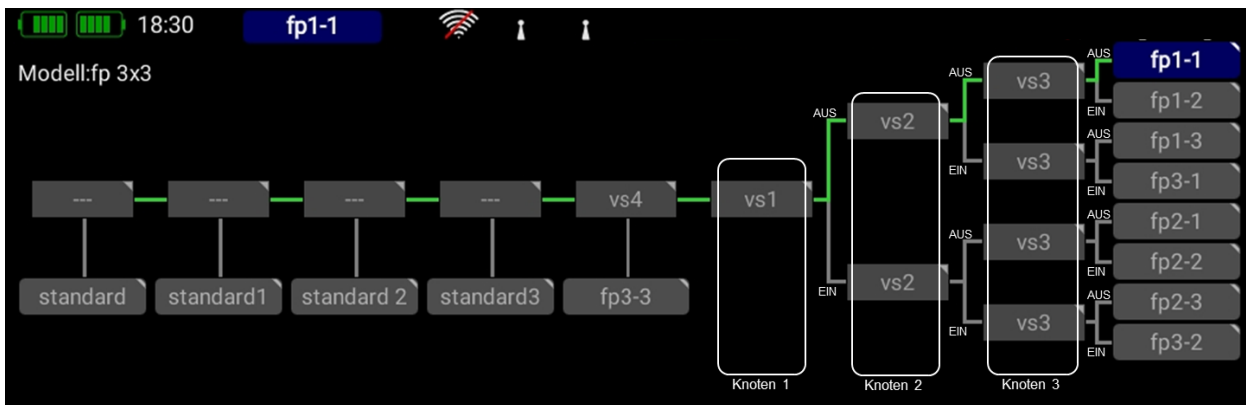 18:30 fp1-1
Modell:fp 3x3
AUS fp1-1
vs3
AUS
EIN fp1-2
AUS
vs2
AUS fp1-3
vs3
EIN
EIN fp3-1
--- --- --- --- vs4 vs1
AUS fp2-1
vs3
AUS
EIN fp2-2
standard standard1 standard 2 standard3 fp3-3
EIN
vs2
AUS fp2-3
vs3
EIN
EIN fp3-2
Knoten 1 Knoten 2 Knoten 3